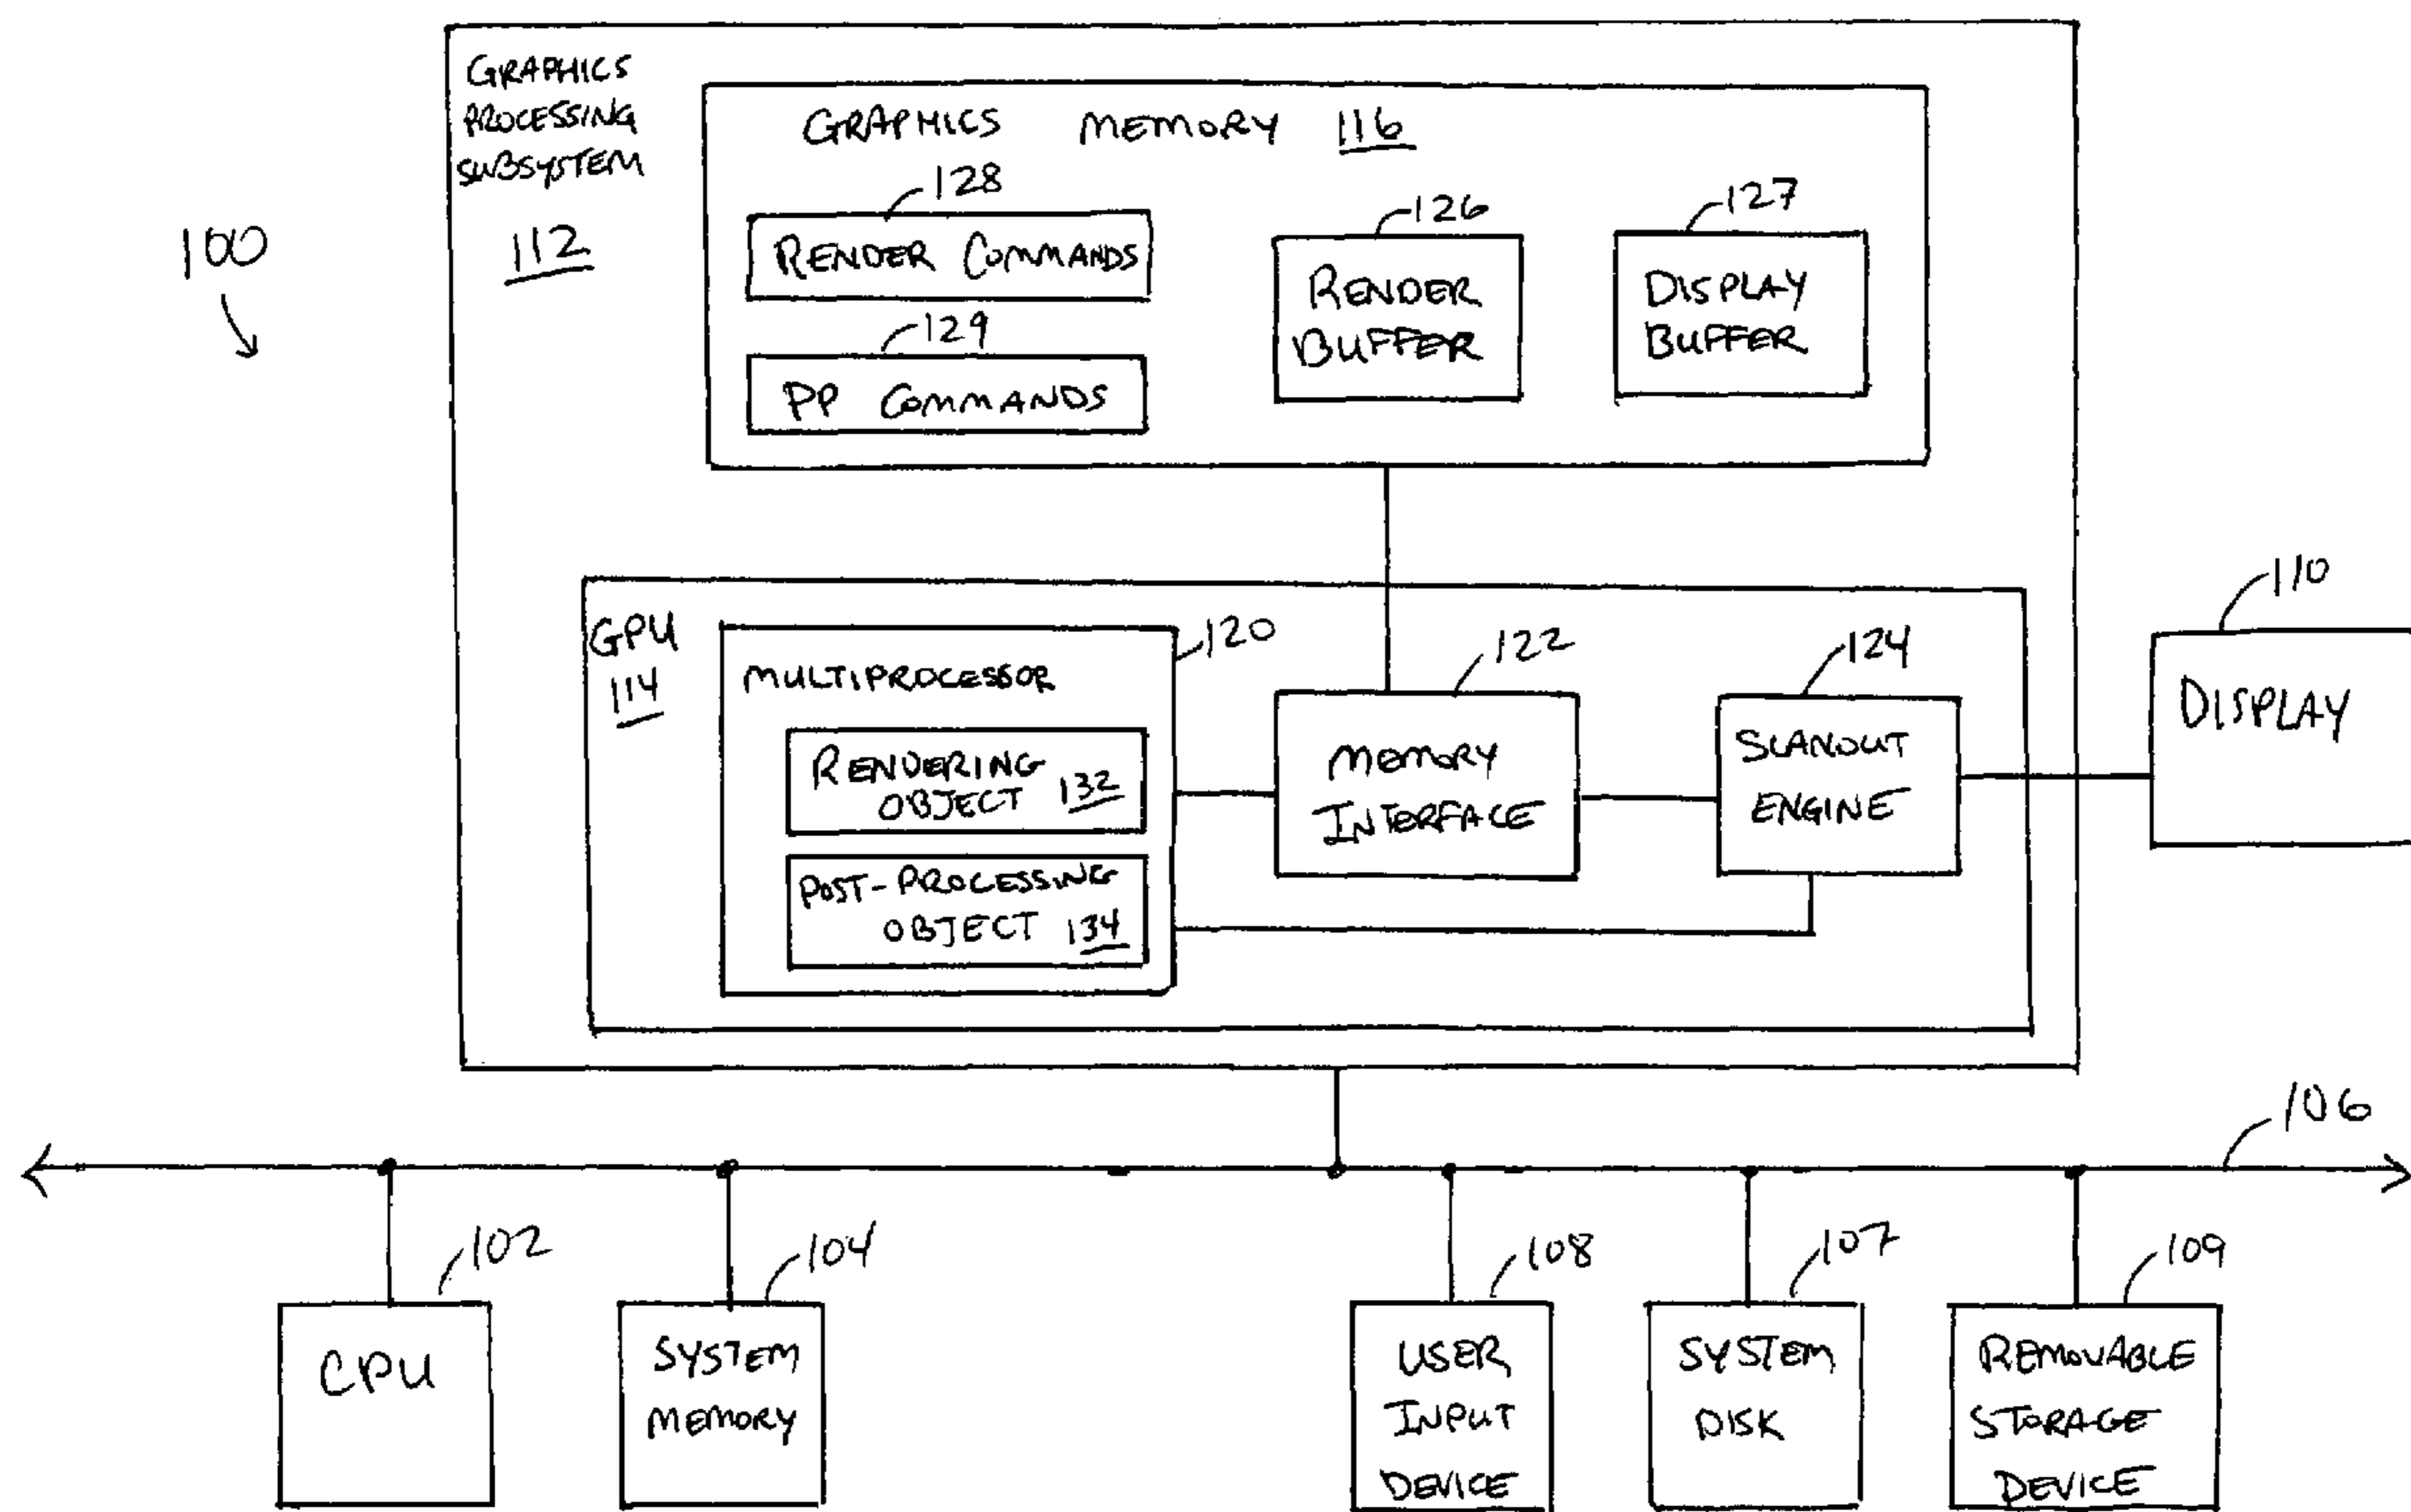 GRAPHICS
PROCESSING
SUBSYSTEM
112
100
GRAPHICS MEMORY 116
128
RENDER COMMANDS
129
PP COMMANDS
126
RENDER
BUFFER
127
DISPLAY
BUFFER
GPU
114
120
MULTIPROCESSOR
RENDERING
OBJECT 132
POST-PROCESSING
OBJECT 134
122
MEMORY
INTERFACE
124
SCANOUT
ENGINE
110
DISPLAY
106
102
CPU
104
SYSTEM
MEMORY
108
USER
INPUT
DEVICE
107
SYSTEM
DISK
109
REMOVABLE
STORAGE
DEVICE